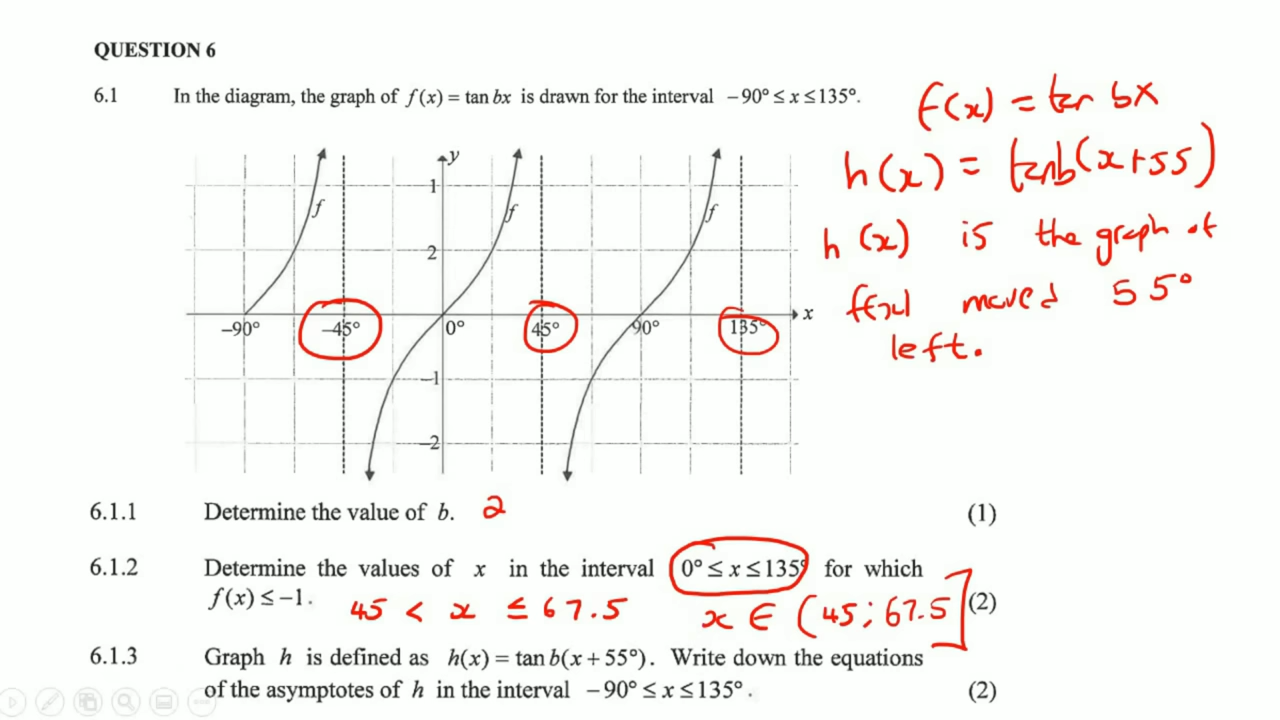 QUESTION 6
6.1 In the diagram, the graph of f(x) = tan bx is drawn for the interval −90° ≤ x ≤ 135°.
f(x) = tan bx
h(x) = tan b(x+55)
h(x) is the graph of
f(x) moved 55°
left.
y
1
f f f
2
−90° −45° 0° 45° 90° 135° x
−1
−2
6.1.1 Determine the value of b. 2 (1)
6.1.2 Determine the values of x in the interval 0° ≤ x ≤ 135° for which
f(x) ≤ −1. 45 < x ≤ 67.5 x ∈ (45; 67.5] (2)
6.1.3 Graph h is defined as h(x) = tan b(x + 55°). Write down the equations
of the asymptotes of h in the interval −90° ≤ x ≤ 135°. (2)